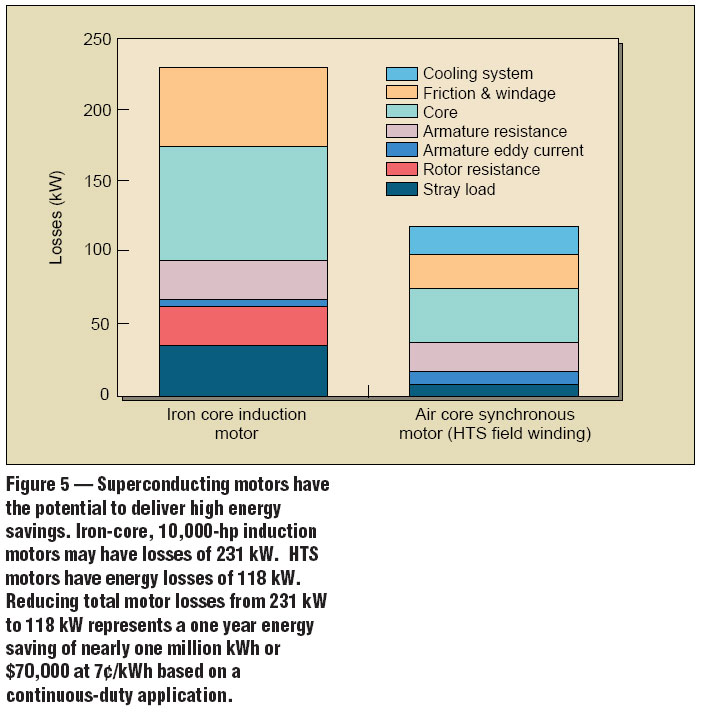 250
200
150
100
50
0
Losses (kW)
Cooling system
Friction & windage
Core
Armature resistance
Armature eddy current
Rotor resistance
Stray load
Iron core induction
motor
Air core synchronous
motor (HTS field winding)
Figure 5 — Superconducting motors have
the potential to deliver high energy
savings. Iron-core, 10,000-hp induction
motors may have losses of 231 kW. HTS
motors have energy losses of 118 kW.
Reducing total motor losses from 231 kW
to 118 kW represents a one year energy
saving of nearly one million kWh or
$70,000 at 7¢/kWh based on a
continuous-duty application.